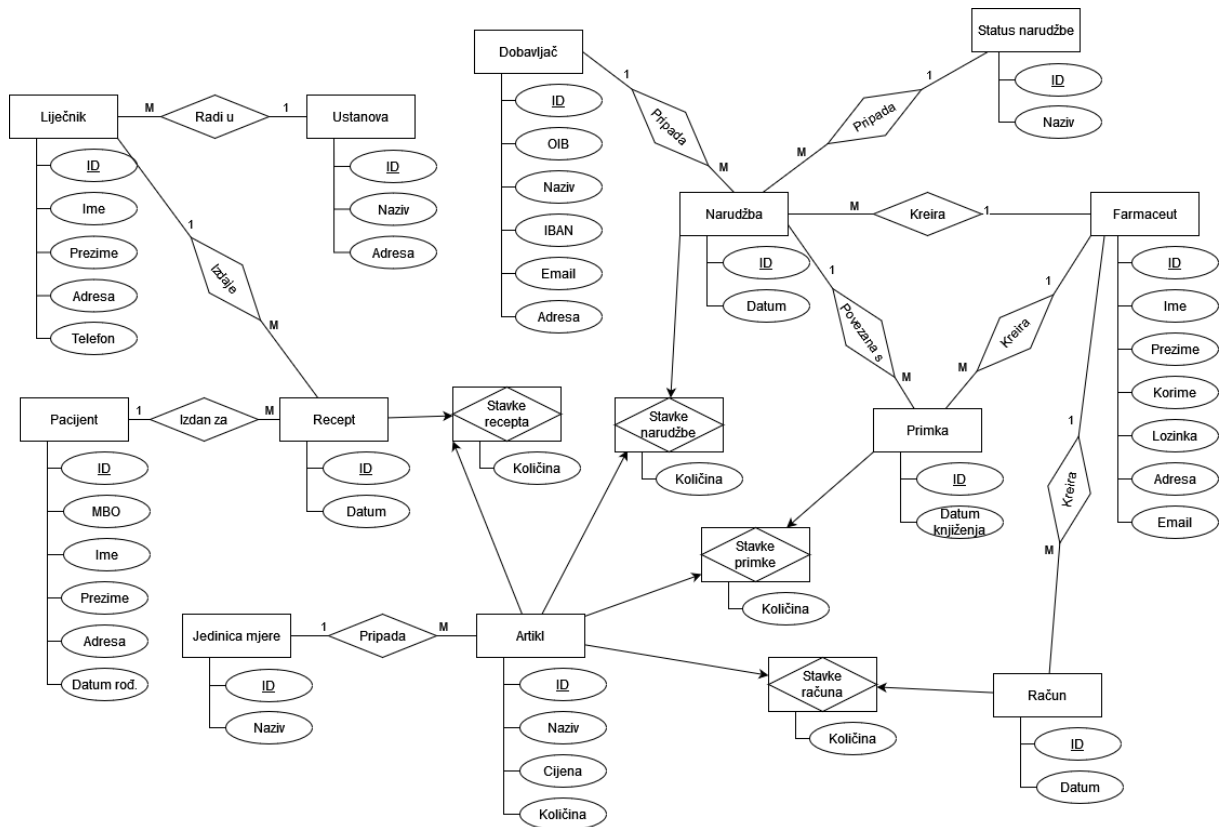 Dobavljač
ID
OIB
Naziv
IBAN
Email
Adresa
Status narudžbe
ID
Naziv
1
Pripada
M
1
Pripada
M
Liječnik
ID
Ime
Prezime
Adresa
Telefon
M
Radi u
1
Ustanova
ID
Naziv
Adresa
1
Izdaje
M
Narudžba
ID
Datum
M
Kreira
1
Farmaceut
ID
Ime
Prezime
Korime
Lozinka
Adresa
Email
1
Povezana s
M
1
Kreira
M
1
Kreira
M
Pacijent
ID
MBO
Ime
Prezime
Adresa
Datum rođ.
1
Izdan za
M
Recept
ID
Datum
Stavke
recepta
Količina
Stavke
narudžbe
Količina
Primka
ID
Datum
knjiženja
Stavke
primke
Količina
Jedinica mjere
ID
Naziv
1
Pripada
M
Artikl
ID
Naziv
Cijena
Količina
Stavke
računa
Količina
Račun
ID
Datum